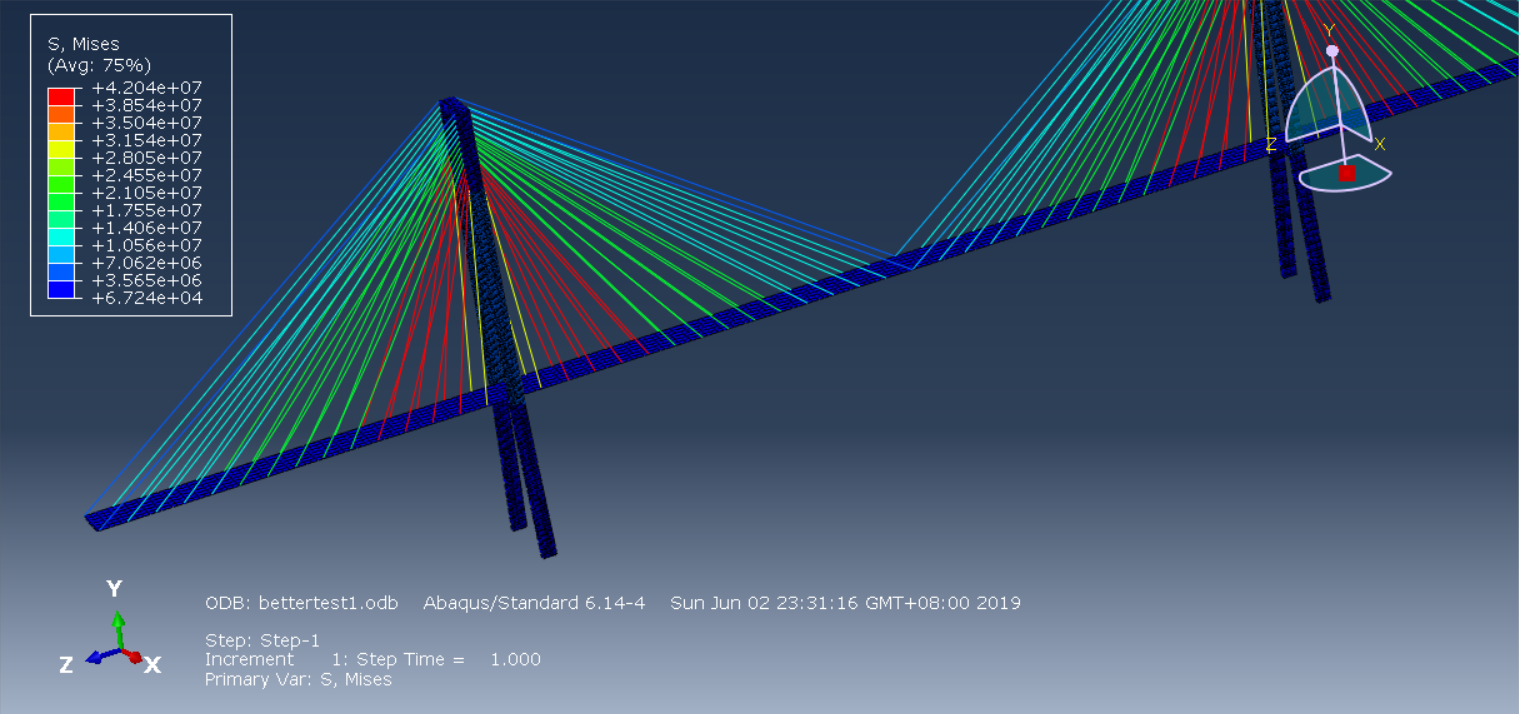 S, Mises
(Avg: 75%)
+4.204e+07
+3.854e+07
+3.504e+07
+3.154e+07
+2.805e+07
+2.455e+07
+2.105e+07
+1.755e+07
+1.406e+07
+1.056e+07
+7.062e+06
+3.565e+06
+6.724e+04
Y
Z X
Y
Z X
ODB: bettertest1.odb Abaqus/Standard 6.14-4 Sun Jun 02 23:31:16 GMT+08:00 2019
Step: Step-1
Increment 1: Step Time = 1.000
Primary Var: S, Mises